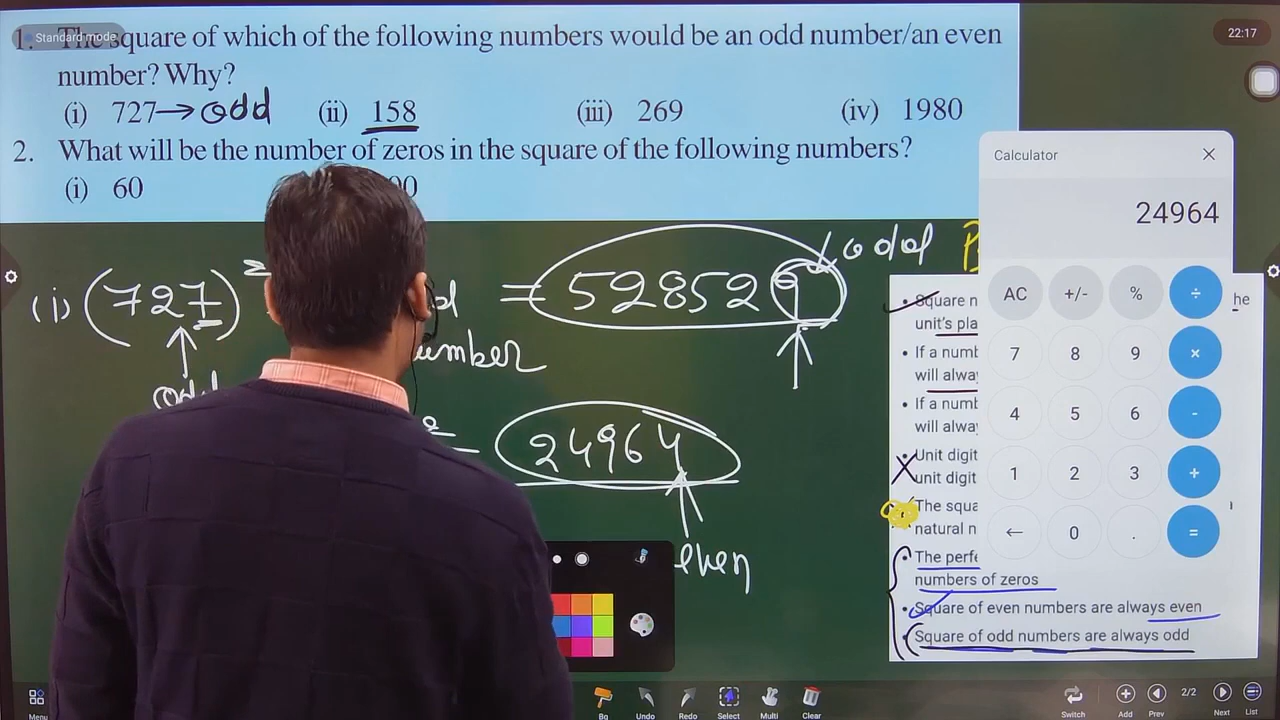 Standard mode
22:17
1. The square of which of the following numbers would be an odd number/an even
number? Why?
(i) 727→odd (ii) 158 (iii) 269 (iv) 1980
2. What will be the number of zeros in the square of the following numbers?
(i) 60
Calculator
24964
AC +/- % ÷
7 8 9 ×
4 5 6 -
1 2 3 +
← 0 . =
(i) (727)² = 528529 odd
odd
= 24964
even
Square n
unit's pla
If a numb
will alway
If a numb
will alway
Unit digit
unit digit
The squa
natural n
The perfe
numbers of zeros
Square of even numbers are always even
Square of odd numbers are always odd
Menu Bg Undo Redo Select Multi Clear Switch Add Prev 2/2 Next List